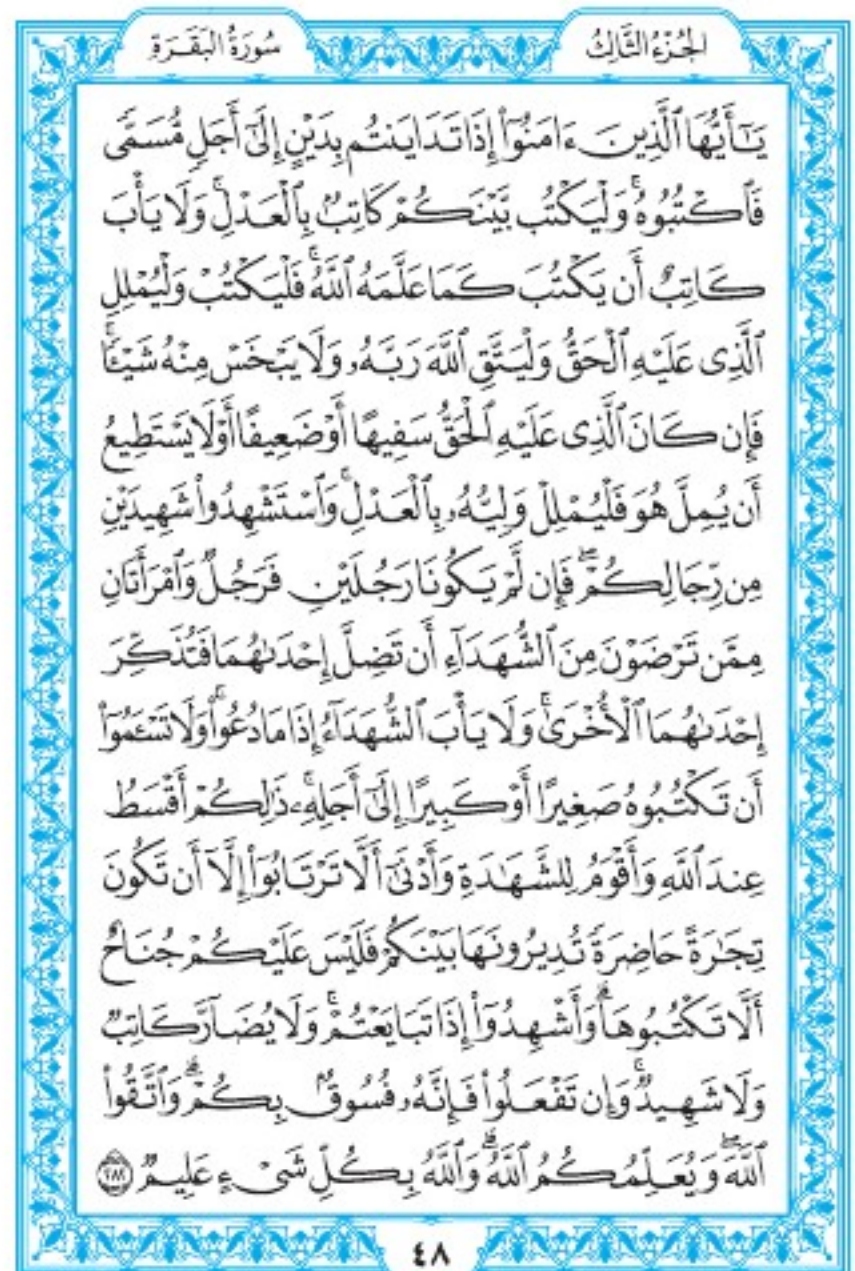 الجُزْءُ الثَّالِثُ
سُورَةُ البَقَرَةِ
يَٰٓأَيُّهَا ٱلَّذِينَ ءَامَنُوٓا۟ إِذَا تَدَايَنتُم بِدَيْنٍ إِلَىٰٓ أَجَلٍ مُّسَمًّى
فَٱكْتُبُوهُ ۚ وَلْيَكْتُب بَّيْنَكُمْ كَاتِبٌۢ بِٱلْعَدْلِ ۚ وَلَا يَأْبَ
كَاتِبٌ أَن يَكْتُبَ كَمَا عَلَّمَهُ ٱللَّهُ ۚ فَلْيَكْتُبْ وَلْيُمْلِلِ
ٱلَّذِى عَلَيْهِ ٱلْحَقُّ وَلْيَتَّقِ ٱللَّهَ رَبَّهُۥ وَلَا يَبْخَسْ مِنْهُ شَيْـًٔا ۚ
فَإِن كَانَ ٱلَّذِى عَلَيْهِ ٱلْحَقُّ سَفِيهًا أَوْ ضَعِيفًا أَوْ لَا يَسْتَطِيعُ
أَن يُمِلَّ هُوَ فَلْيُمْلِلْ وَلِيُّهُۥ بِٱلْعَدْلِ ۚ وَٱسْتَشْهِدُوا۟ شَهِيدَيْنِ
مِن رِّجَالِكُمْ ۖ فَإِن لَّمْ يَكُونَا رَجُلَيْنِ فَرَجُلٌ وَٱمْرَأَتَانِ
مِمَّن تَرْضَوْنَ مِنَ ٱلشُّهَدَآءِ أَن تَضِلَّ إِحْدَىٰهُمَا فَتُذَكِّرَ
إِحْدَىٰهُمَا ٱلْأُخْرَىٰ ۚ وَلَا يَأْبَ ٱلشُّهَدَآءُ إِذَا مَا دُعُوا۟ ۚ وَلَا تَسْـَٔمُوٓا۟
أَن تَكْتُبُوهُ صَغِيرًا أَوْ كَبِيرًا إِلَىٰٓ أَجَلِهِۦ ۚ ذَٰلِكُمْ أَقْسَطُ
عِندَ ٱللَّهِ وَأَقْوَمُ لِلشَّهَٰدَةِ وَأَدْنَىٰٓ أَلَّا تَرْتَابُوٓا۟ ۖ إِلَّآ أَن تَكُونَ
تِجَٰرَةً حَاضِرَةً تُدِيرُونَهَا بَيْنَكُمْ فَلَيْسَ عَلَيْكُمْ جُنَاحٌ
أَلَّا تَكْتُبُوهَا ۗ وَأَشْهِدُوٓا۟ إِذَا تَبَايَعْتُمْ ۚ وَلَا يُضَآرَّ كَاتِبٌ
وَلَا شَهِيدٌ ۚ وَإِن تَفْعَلُوا۟ فَإِنَّهُۥ فُسُوقٌۢ بِكُمْ ۗ وَٱتَّقُوا۟
ٱللَّهَ ۖ وَيُعَلِّمُكُمُ ٱللَّهُ ۗ وَٱللَّهُ بِكُلِّ شَىْءٍ عَلِيمٌ ٢٨٢
٤٨